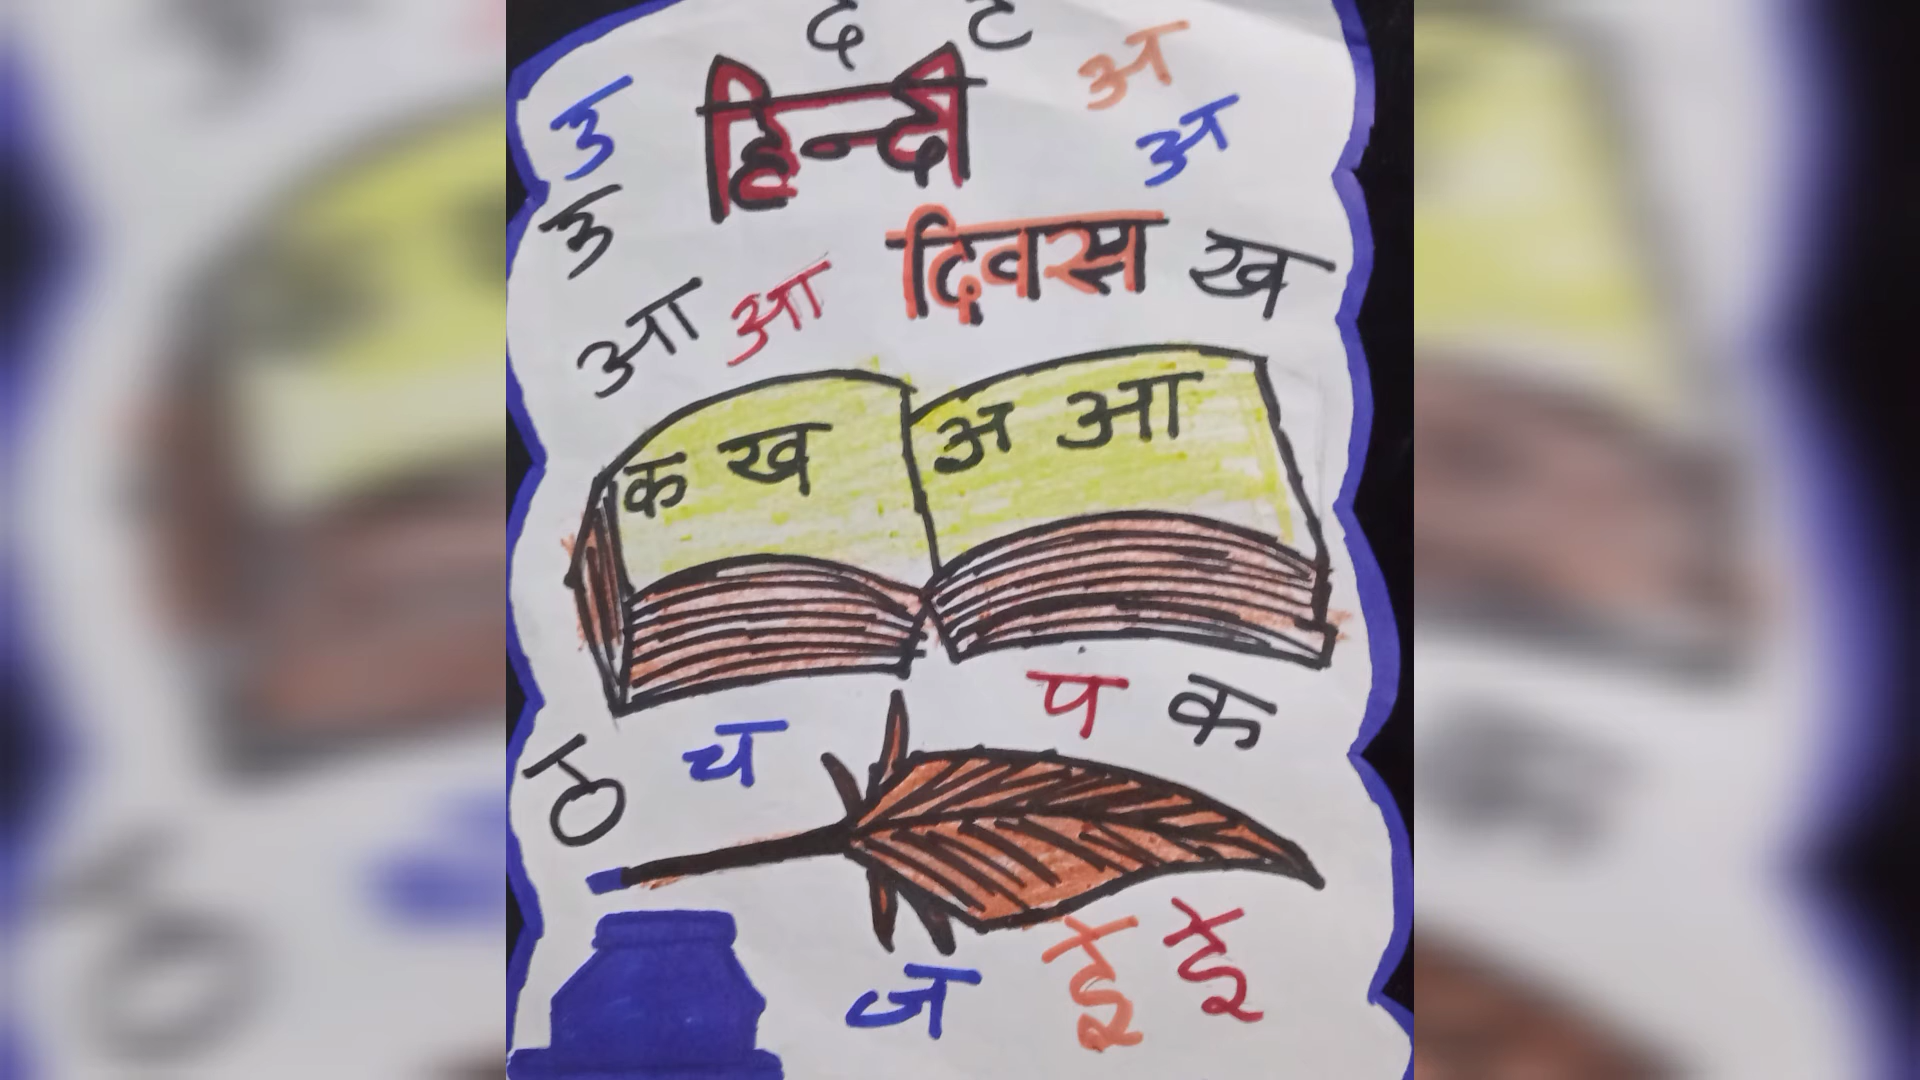 द ट
उ हिन्दी अ
अ
उ
दिवस ख
आ आ
क ख अ आ
प क
ठ च
ज ई ई